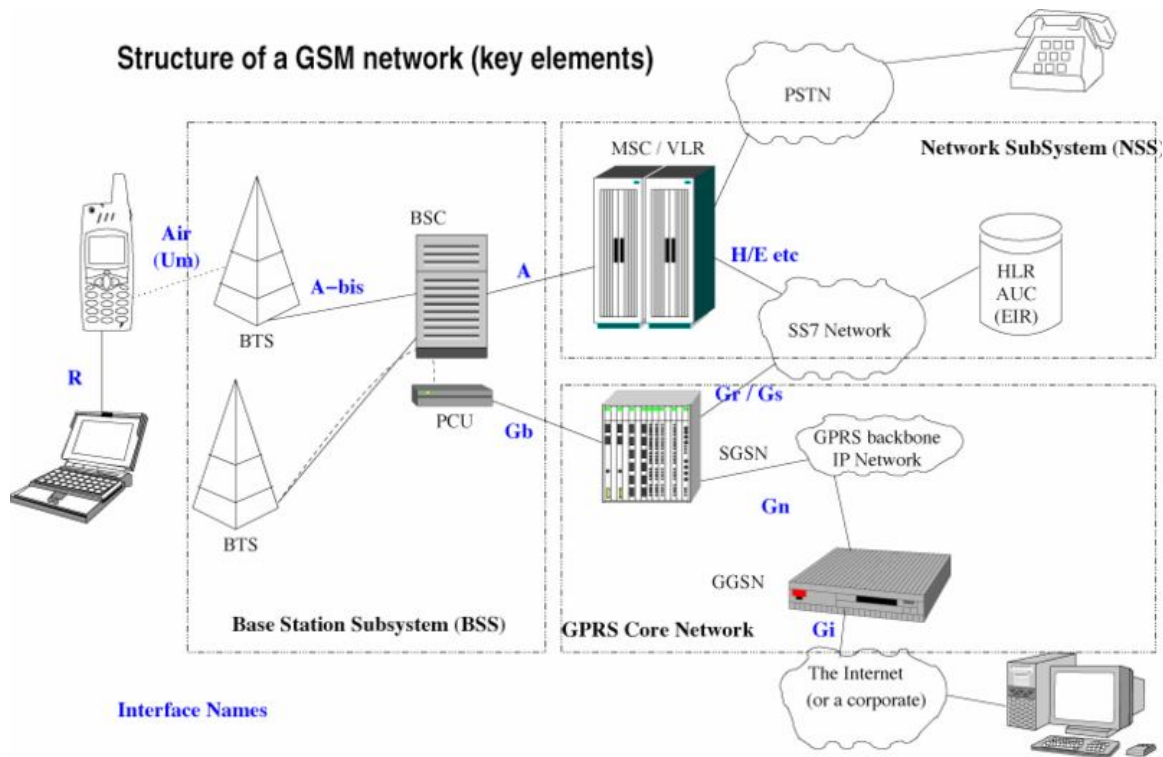 Structure of a GSM network (key elements)
PSTN
MSC / VLR
Network SubSystem (NSS)
BSC
Air
(Um)
A-bis
A
H/E etc
HLR
AUC
(EIR)
BTS
SS7 Network
R
PCU
Gb
Gr / Gs
SGSN
GPRS backbone
IP Network
Gn
BTS
GGSN
Base Station Subsystem (BSS)
GPRS Core Network
Gi
The Internet
(or a corporate)
Interface Names